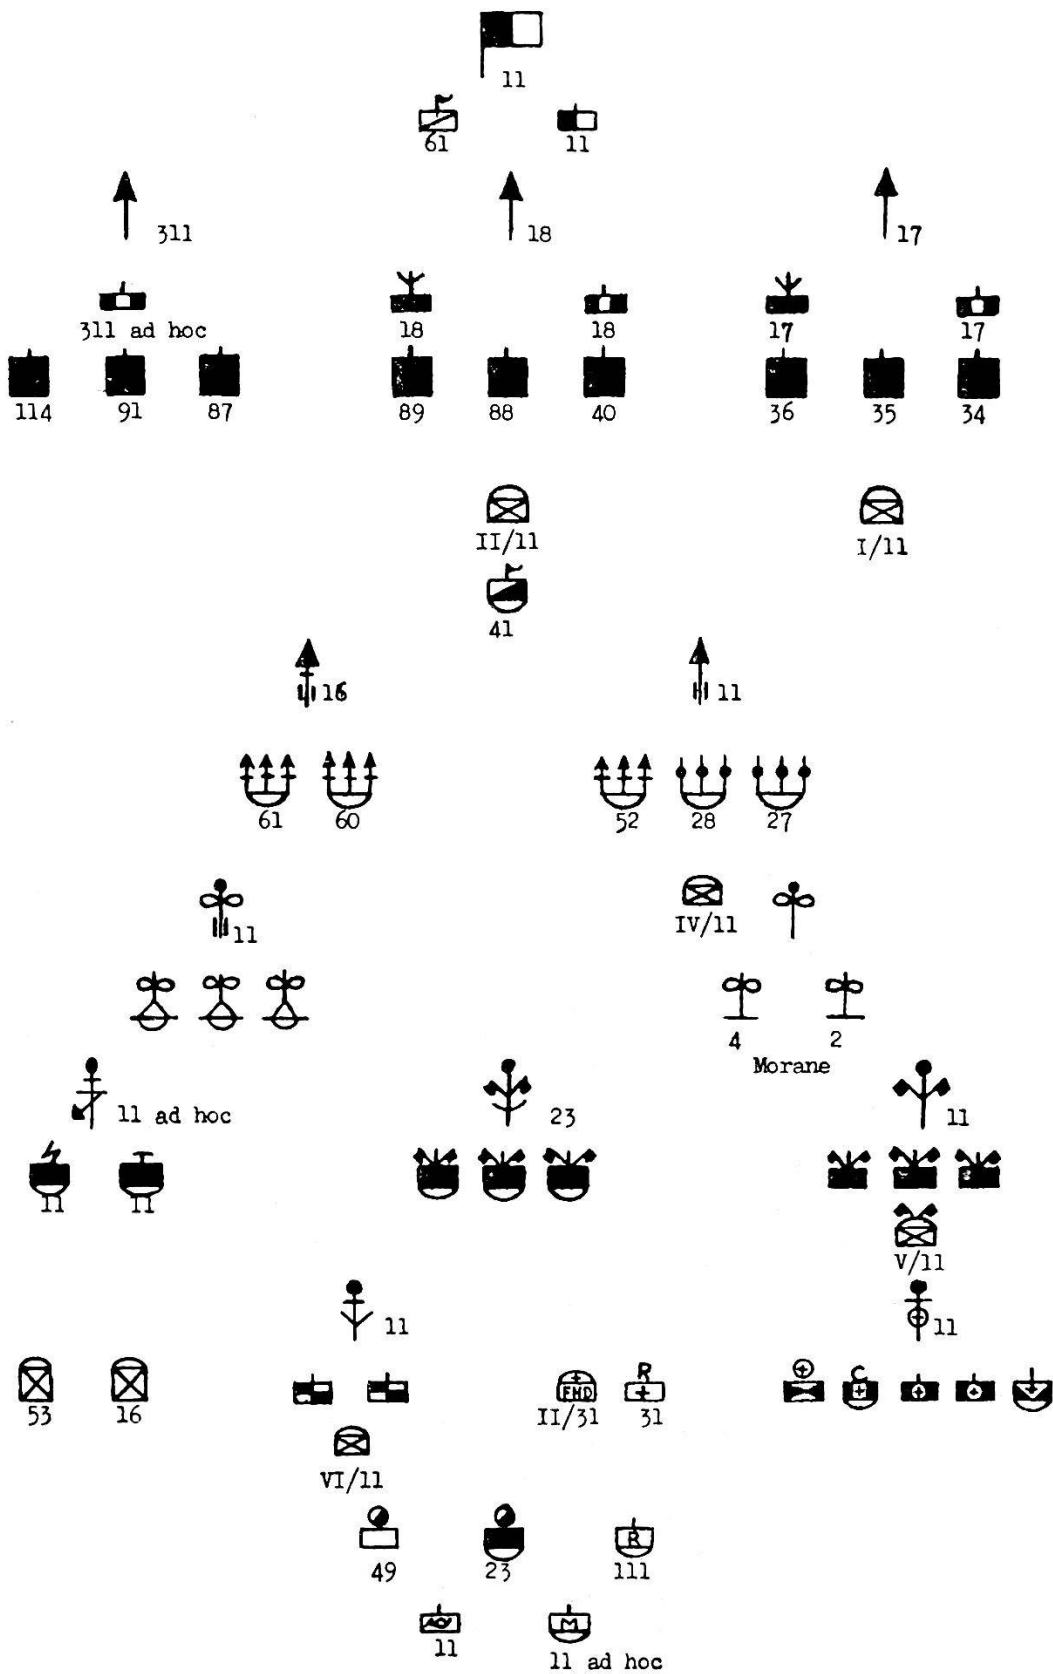 11
61 11
311 18 17
311 ad hoc 18 18 17 17
114 91 87 89 88 40 36 35 34
II/11 I/11
41
16 11
61 60 52 28 27
11 IV/11
4 2
Morane
11 ad hoc 23 11
11 11
V/11
11 11
R C
FHD
53 16 II/31 31
VI/11
R
49 23 111
M
11 11 ad hoc